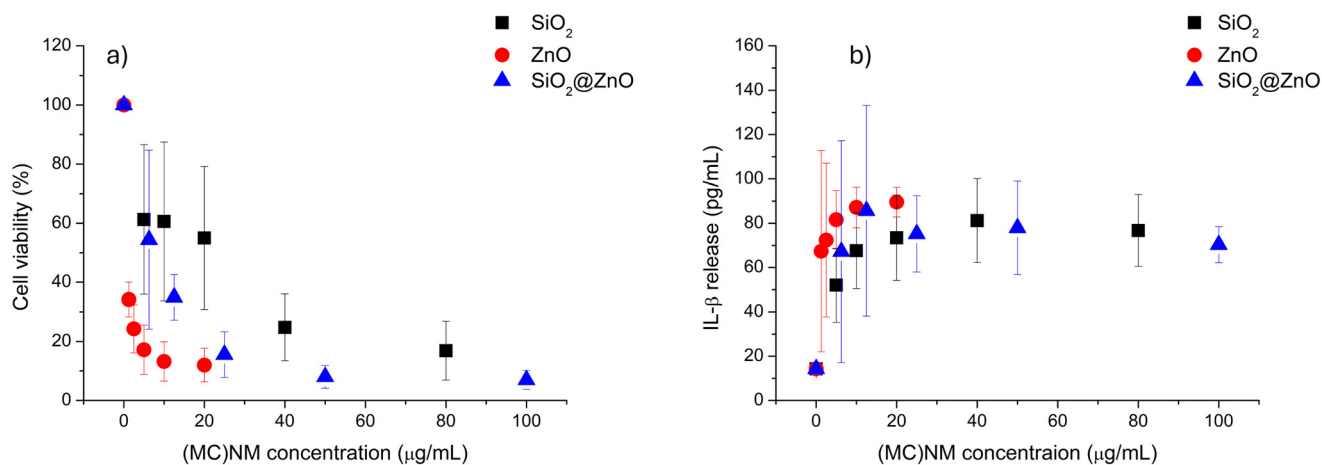 a)
SiO2
ZnO
SiO2@ZnO
120
100
80
60
40
20
0
0 20 40 60 80 100
Cell viability (%)
(MC)NM concentration (μg/mL)
b)
SiO2
ZnO
SiO2@ZnO
160
140
120
100
80
60
40
20
0
0 20 40 60 80 100
IL-β release (pg/mL)
(MC)NM concentration (μg/mL)